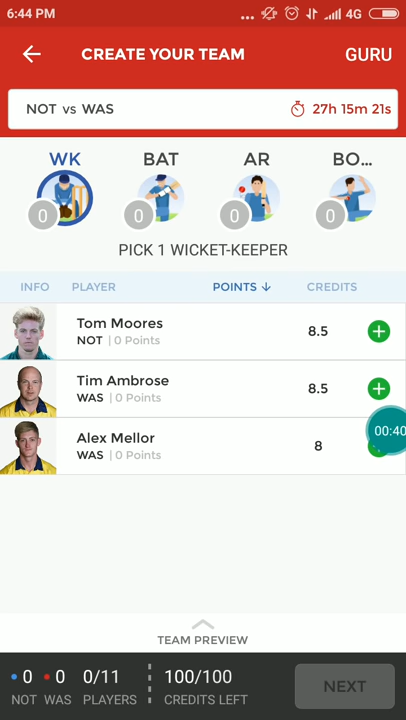 6:44 PM ... 4G
CREATE YOUR TEAM GURU
NOT vs WAS 27h 15m 21s
WK BAT AR BO...
0 0 0 0
PICK 1 WICKET-KEEPER
INFO PLAYER POINTS ↓ CREDITS
Tom Moores
NOT | 0 Points 8.5 +
Tim Ambrose
WAS | 0 Points 8.5 +
Alex Mellor
WAS | 0 Points 8
00:40
TEAM PREVIEW
0 0 0/11 100/100 NEXT
NOT WAS PLAYERS CREDITS LEFT